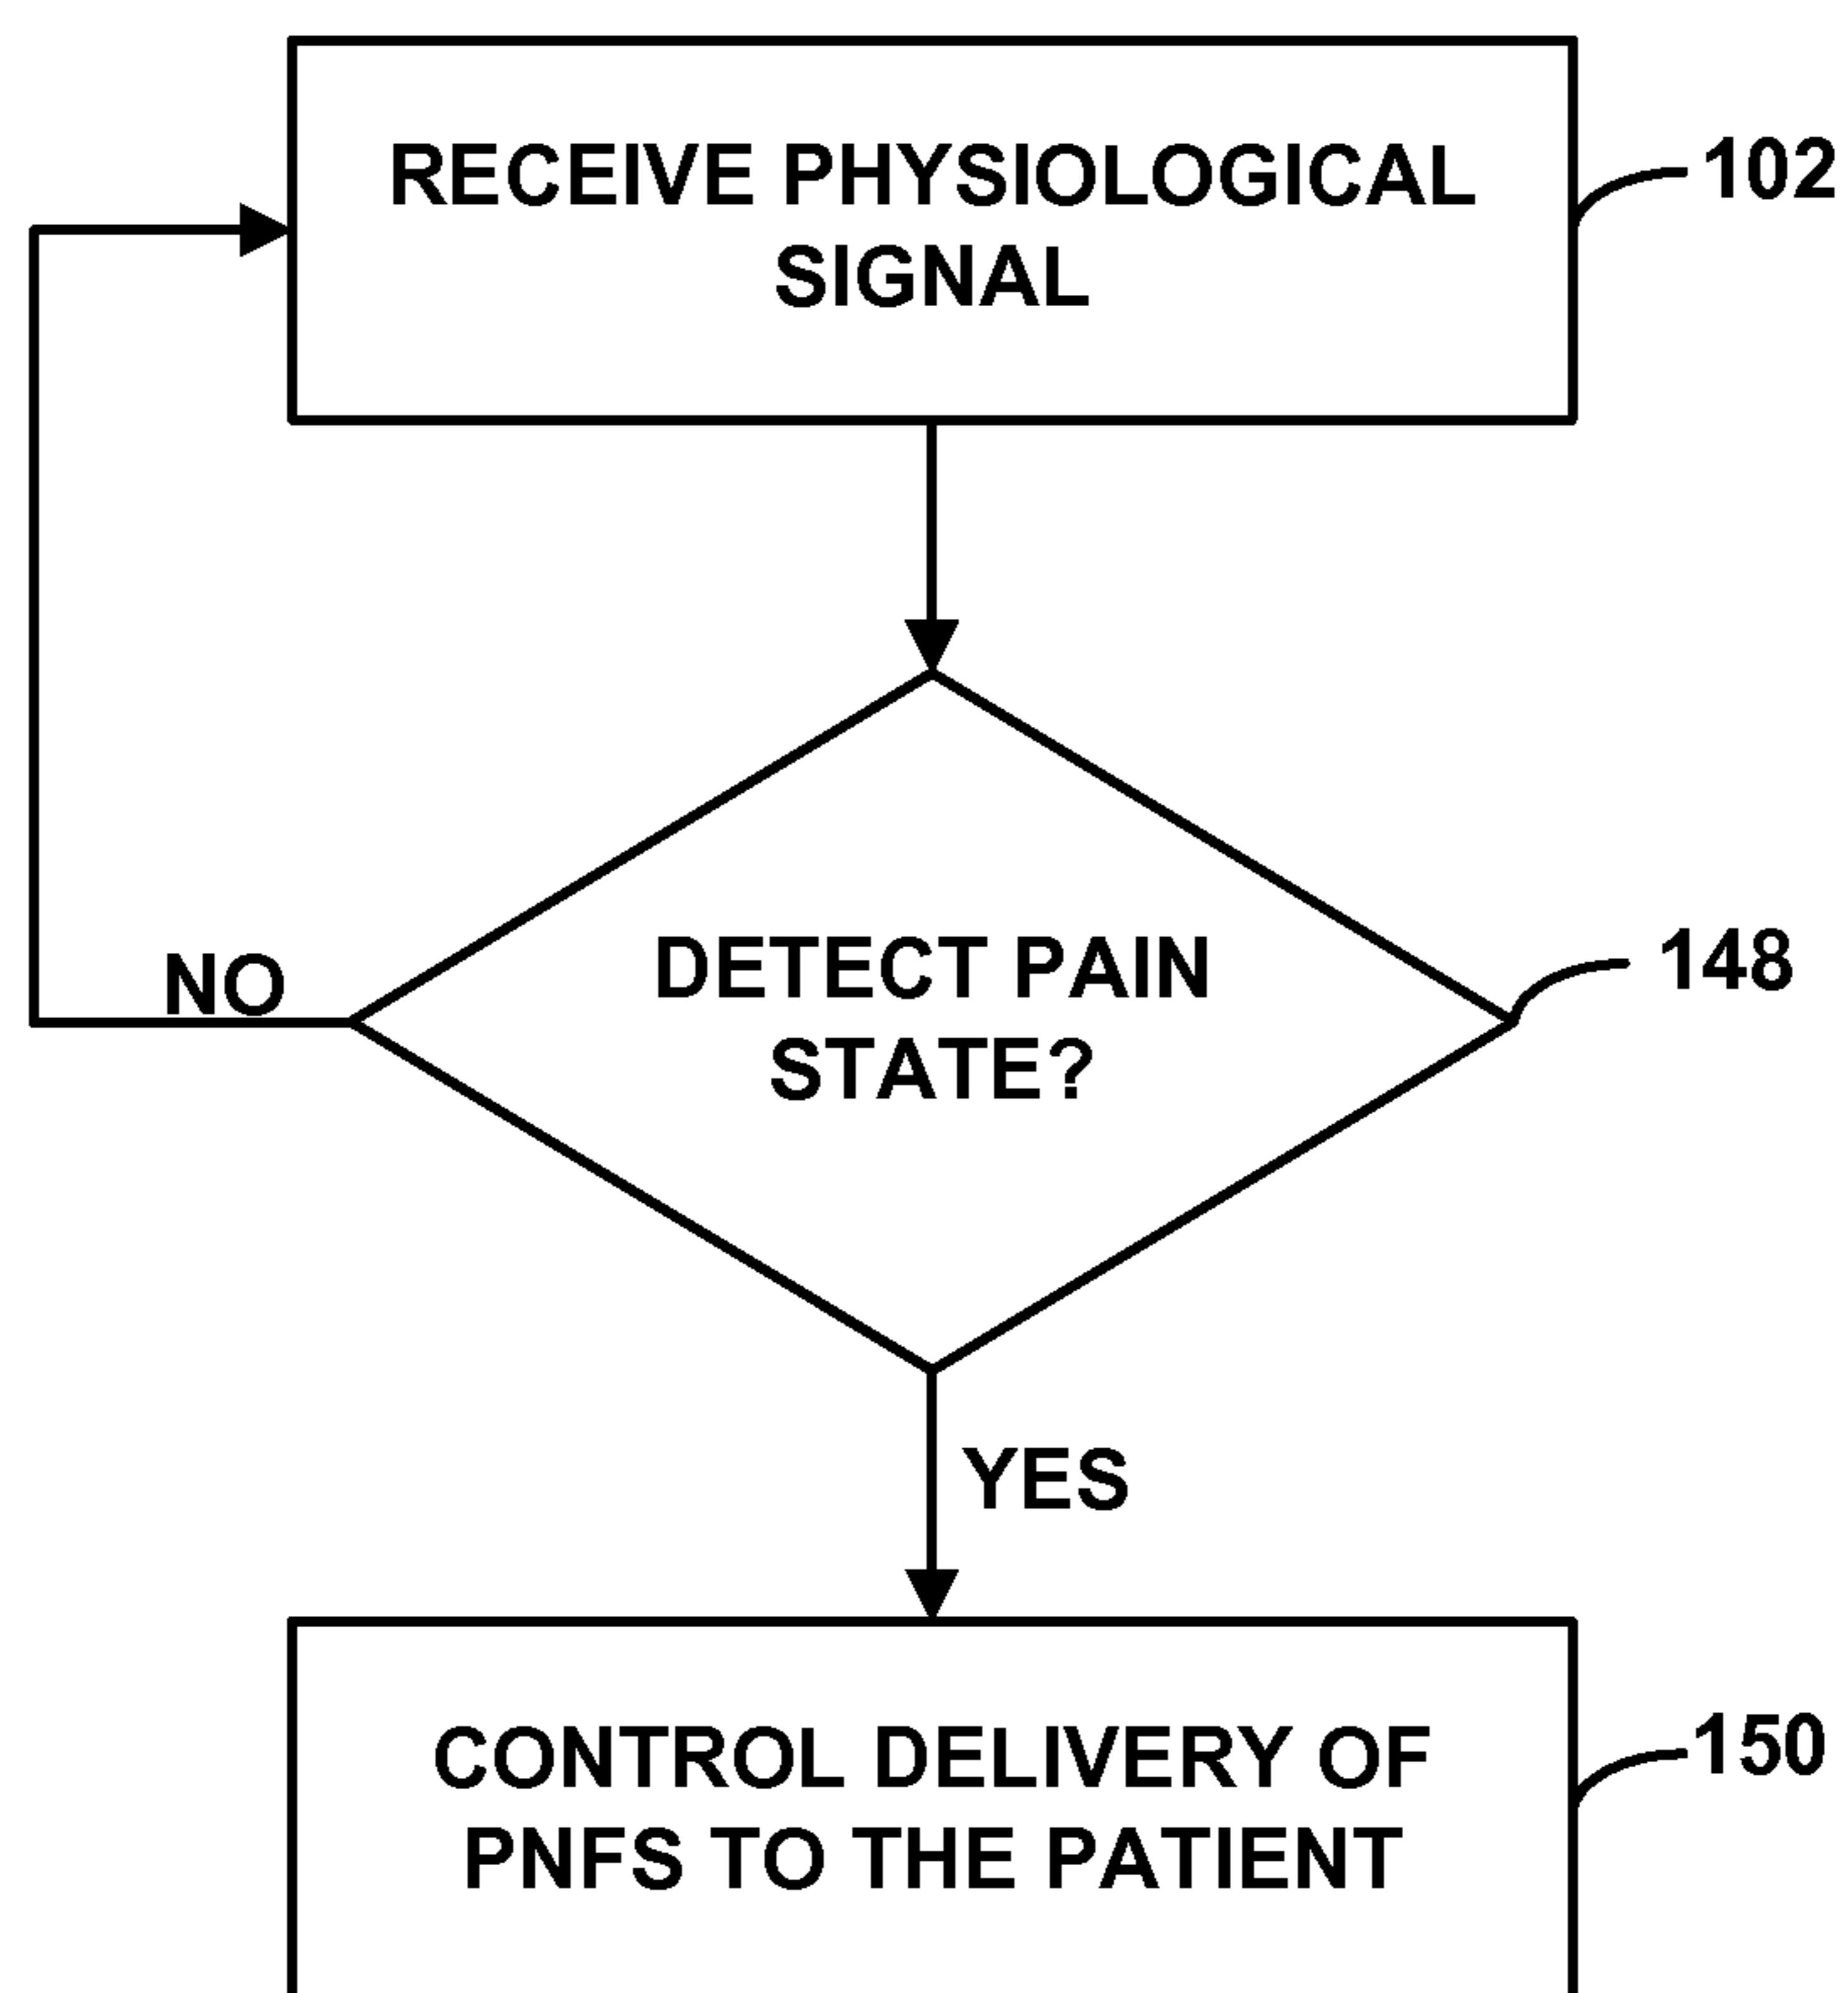 RECEIVE PHYSIOLOGICAL
SIGNAL
102
DETECT PAIN
STATE?
148
NO
YES
CONTROL DELIVERY OF
PNFS TO THE PATIENT
150